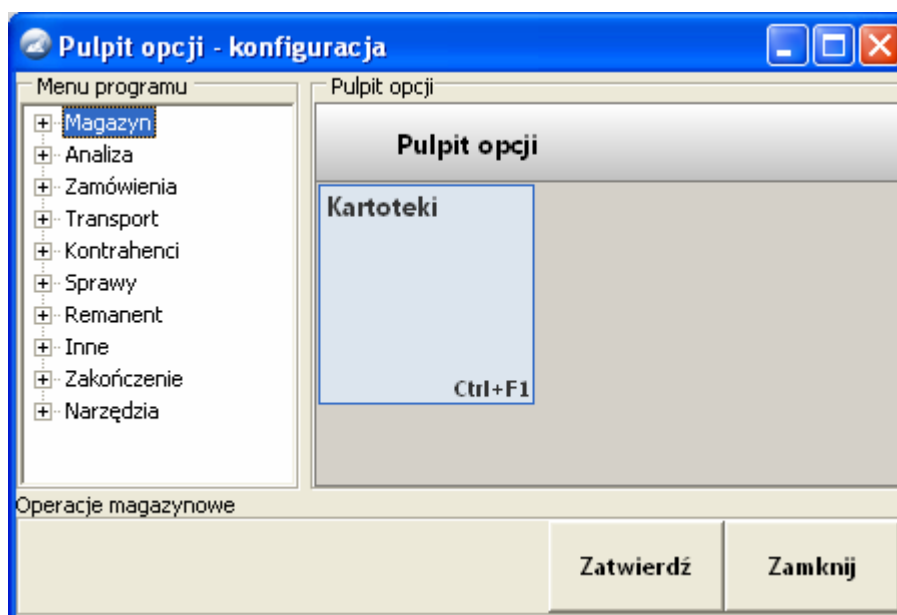 Pulpit opcji - konfiguracja
Menu programu
Magazyn
Analiza
Zamówienia
Transport
Kontrahenci
Sprawy
Remanent
Inne
Zakończenie
Narzędzia
Pulpit opcji
Pulpit opcji
Kartoteki
Ctrl+F1
Operacje magazynowe
Zatwierdź
Zamknij